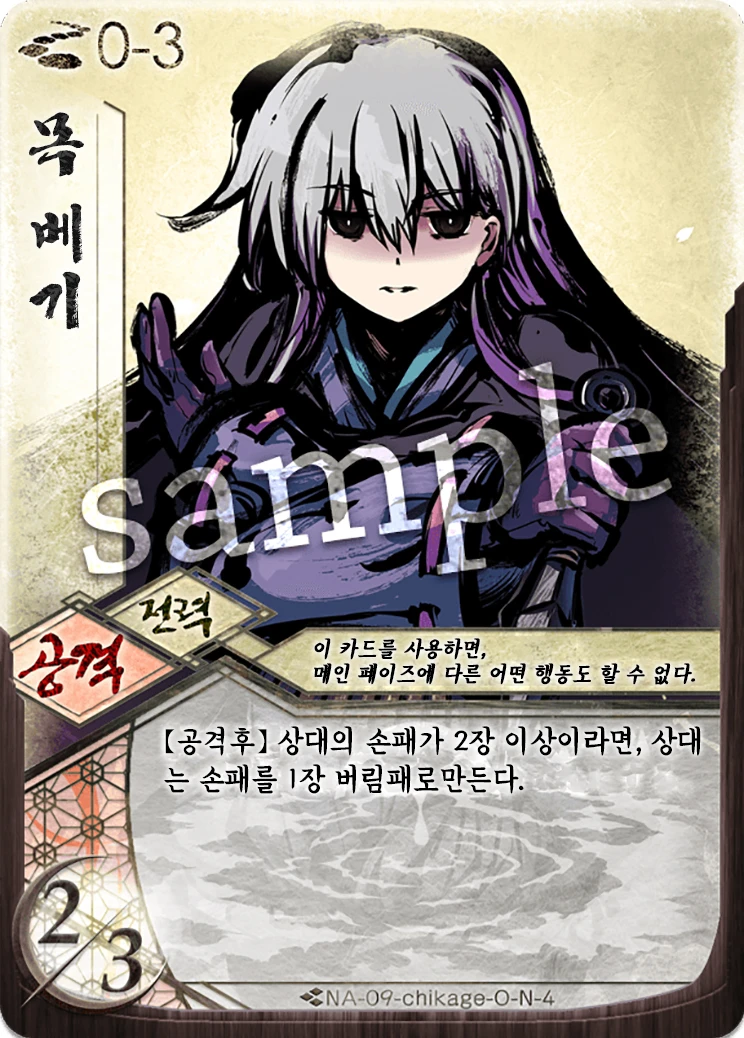 0-3
목 베기
sample
전력
공격
이 카드를 사용하면,
메인 페이즈에 다른 어떤 행동도 할 수 없다.
【공격후】 상대의 손패가 2장 이상이라면, 상대
는 손패를 1장 버림패로만든다.
2/3
NA-09-chikage-O-N-4